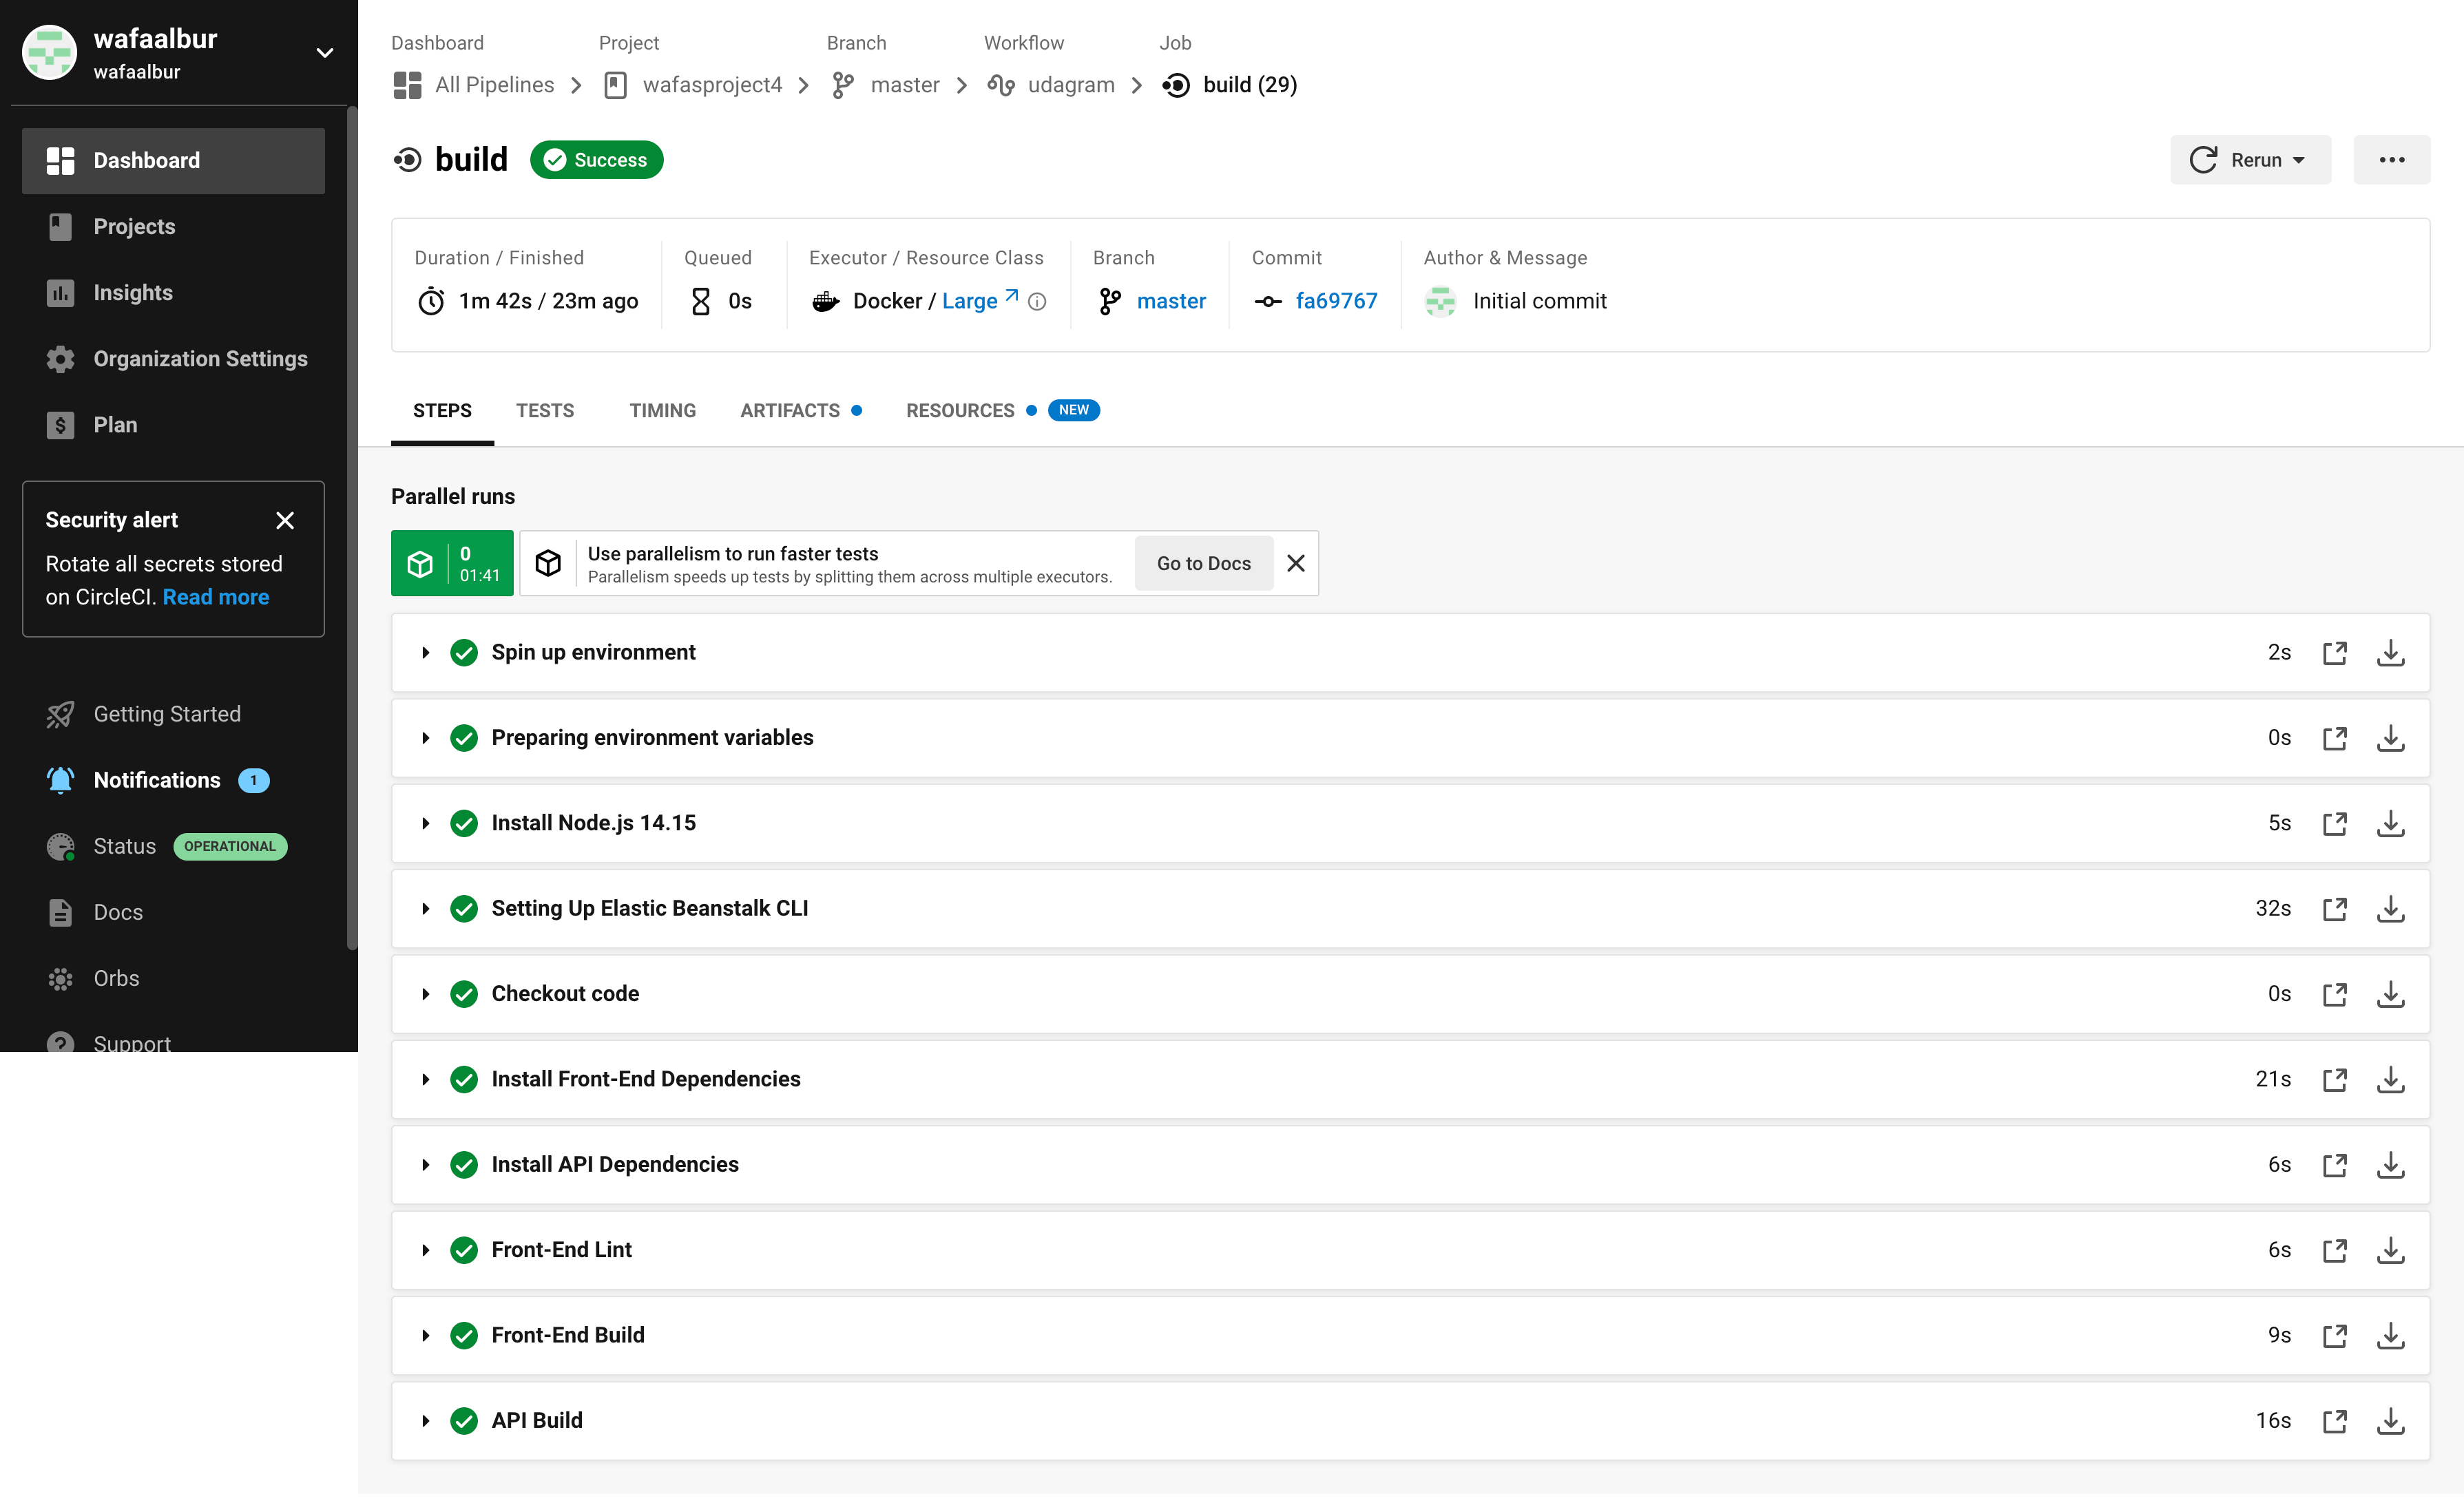 wafaalbur
wafaalbur
Dashboard
Projects
Insights
Organization Settings
Plan
Security alert
Rotate all secrets stored
on CircleCI. Read more
Getting Started
Notifications 1
Status OPERATIONAL
Docs
Orbs
Support
Dashboard Project Branch Workflow Job
All Pipelines wafasproject4 master udagram build (29)
build Success Rerun
Duration / Finished Queued Executor / Resource Class Branch Commit Author & Message
1m 42s / 23m ago 0s Docker / Large master fa69767 Initial commit
STEPS TESTS TIMING ARTIFACTS RESOURCES NEW
Parallel runs
0
01:41
Use parallelism to run faster tests
Parallelism speeds up tests by splitting them across multiple executors.
Go to Docs
Spin up environment 2s
Preparing environment variables 0s
Install Node.js 14.15 5s
Setting Up Elastic Beanstalk CLI 32s
Checkout code 0s
Install Front-End Dependencies 21s
Install API Dependencies 6s
Front-End Lint 6s
Front-End Build 9s
API Build 16s